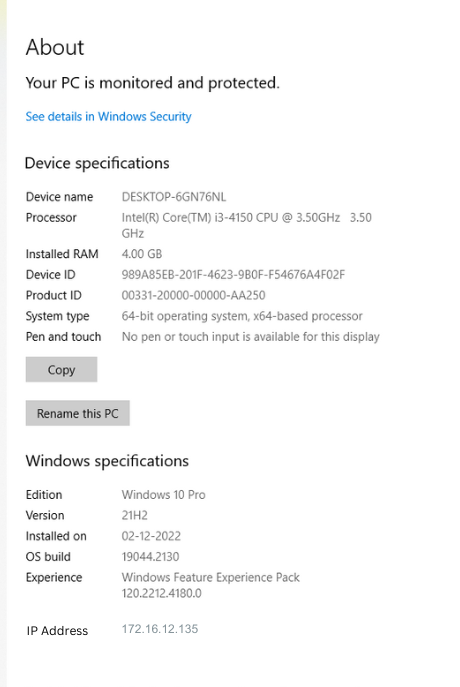 About
Your PC is monitored and protected.
See details in Windows Security
Device specifications
Device name DESKTOP-6GN76NL
Processor Intel(R) Core(TM) i3-4150 CPU @ 3.50GHz 3.50
GHz
Installed RAM 4.00 GB
Device ID 989A85EB-201F-4623-9B0F-F54676A4F02F
Product ID 00331-20000-00000-AA250
System type 64-bit operating system, x64-based processor
Pen and touch No pen or touch input is available for this display
Copy
Rename this PC
Windows specifications
Edition Windows 10 Pro
Version 21H2
Installed on 02-12-2022
OS build 19044.2130
Experience Windows Feature Experience Pack
120.2212.4180.0
IP Address 172.16.12.135